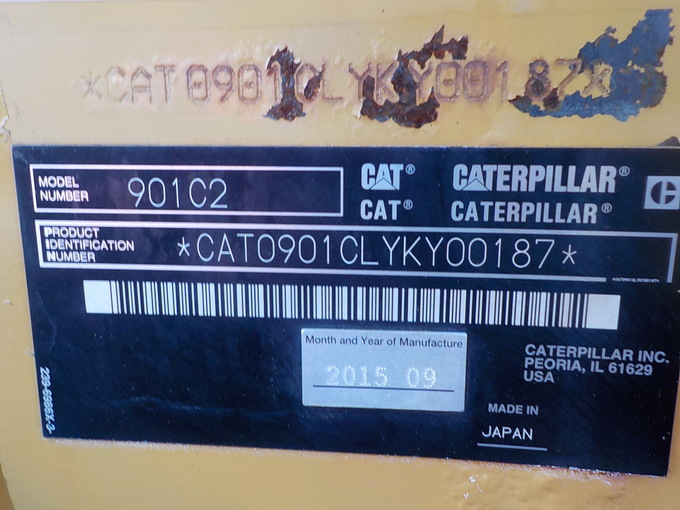 *CAT0901CLYKY00187*
MODEL NUMBER 901C2
CAT® CATERPILLAR®
CAT® CATERPILLAR®
PRODUCT IDENTIFICATION NUMBER *CAT0901CLYKY00187*
Month and Year of Manufacture
2015 09
CATERPILLAR INC.
PEORIA, IL 61629
USA
MADE IN
JAPAN